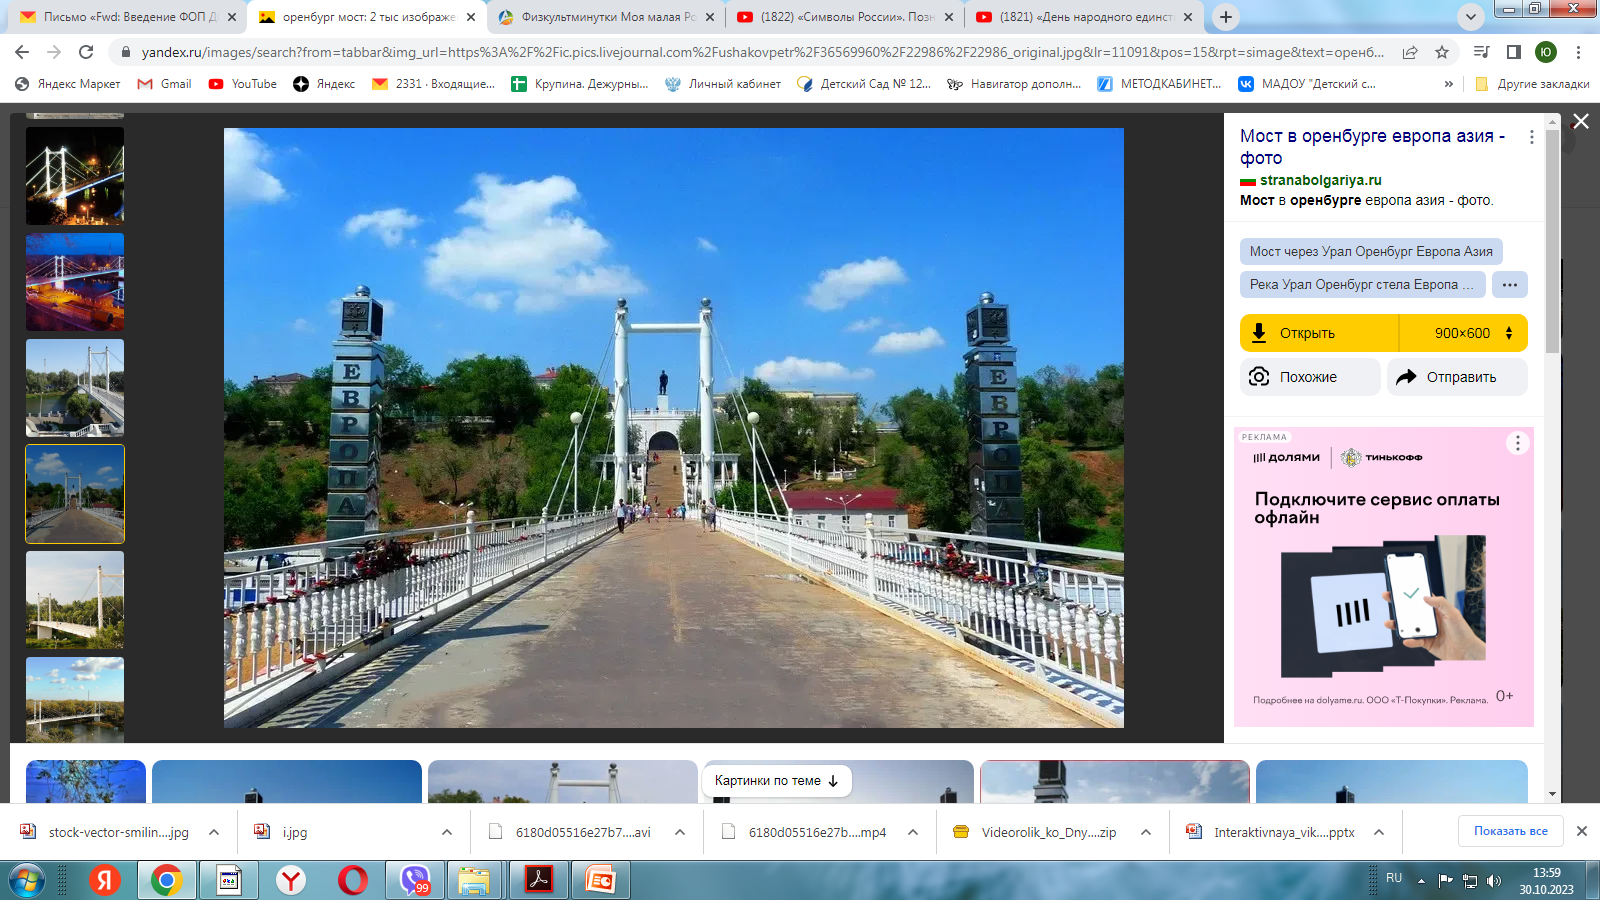 Письмо «Fwd: Введение ФОП Д
оренбург мост: 2 тыс изображе
Физкультминутки Моя малая Ро
(1822) «Символы России». Позн
(1821) «День народного единст
yandex.ru/images/search?from=tabbar&img_url=https%3A%2F%2Fic.pics.livejournal.com%2Fushakovpetr%2F36569960%2F22986%2F22986_original.jpg&lr=11091&pos=15&rpt=simage&text=оренб...
Ю
Яндекс Маркет
Gmail
YouTube
Яндекс
2331 · Входящие...
Крупина. Дежурны...
Личный кабинет
Детский Сад № 12...
Навигатор дополн...
МЕТОДКАБИНЕТ...
МАДОУ "Детский с...
»
Другие закладки
ЕВРОПА
ЕВРОПА
Мост в оренбурге европа азия -
фото
stranabolgariya.ru
Мост в оренбурге европа азия - фото.
Мост через Урал Оренбург Европа Азия
Река Урал Оренбург стела Европа ...
Открыть
900×600
Похожие
Отправить
РЕКЛАМА
долями
ТИНЬКОФФ
Подключите сервис оплаты
офлайн
Подробнее на dolyame.ru. ООО «Т-Покупки». Реклама.
0+
Картинки по теме
stock-vector-smilin....jpg
i.jpg
6180d05516e27b7....avi
6180d05516e27b....mp4
Videorolik_ko_Dny....zip
Interaktivnaya_vik....pptx
Показать все
Я
Y
99
RU
13:59
30.10.2023